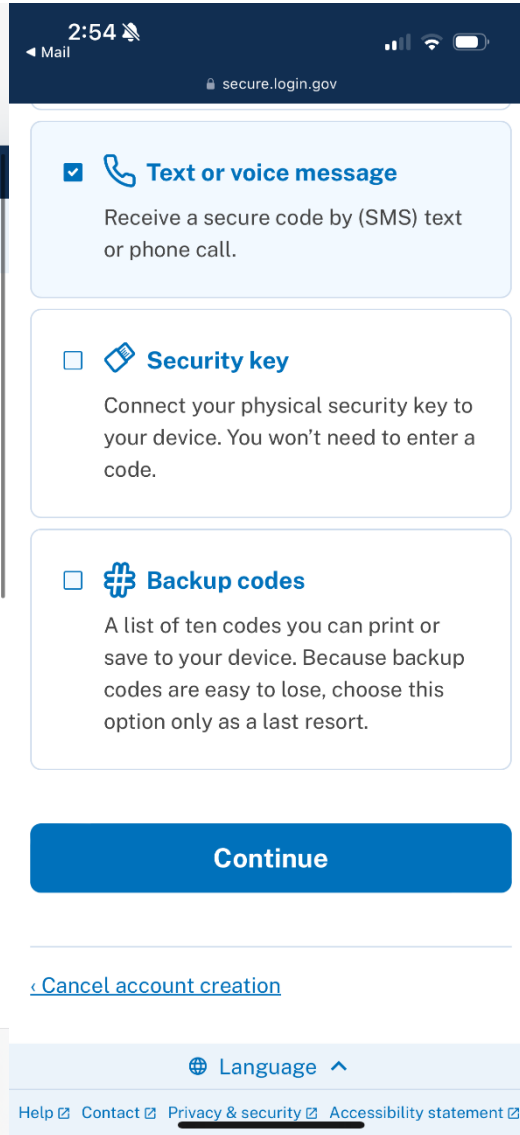 2:54
◀ Mail
secure.login.gov
Text or voice message
Receive a secure code by (SMS) text
or phone call.
Security key
Connect your physical security key to
your device. You won’t need to enter a
code.
Backup codes
A list of ten codes you can print or
save to your device. Because backup
codes are easy to lose, choose this
option only as a last resort.
Continue
‹ Cancel account creation
Language
Help Contact Privacy & security Accessibility statement